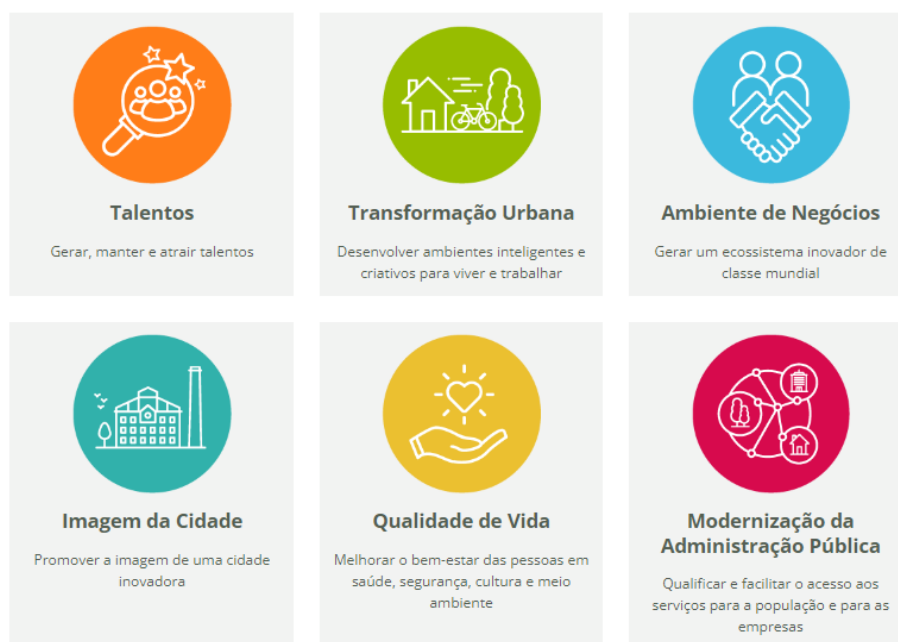 Talentos
Gerar, manter e atrair talentos
Transformação Urbana
Desenvolver ambientes inteligentes e
criativos para viver e trabalhar
Ambiente de Negócios
Gerar um ecossistema inovador de
classe mundial
Imagem da Cidade
Promover a imagem de uma cidade
inovadora
Qualidade de Vida
Melhorar o bem-estar das pessoas em
saúde, segurança, cultura e meio
ambiente
Modernização da
Administração Pública
Qualificar e facilitar o acesso aos
serviços para a população e para as
empresas